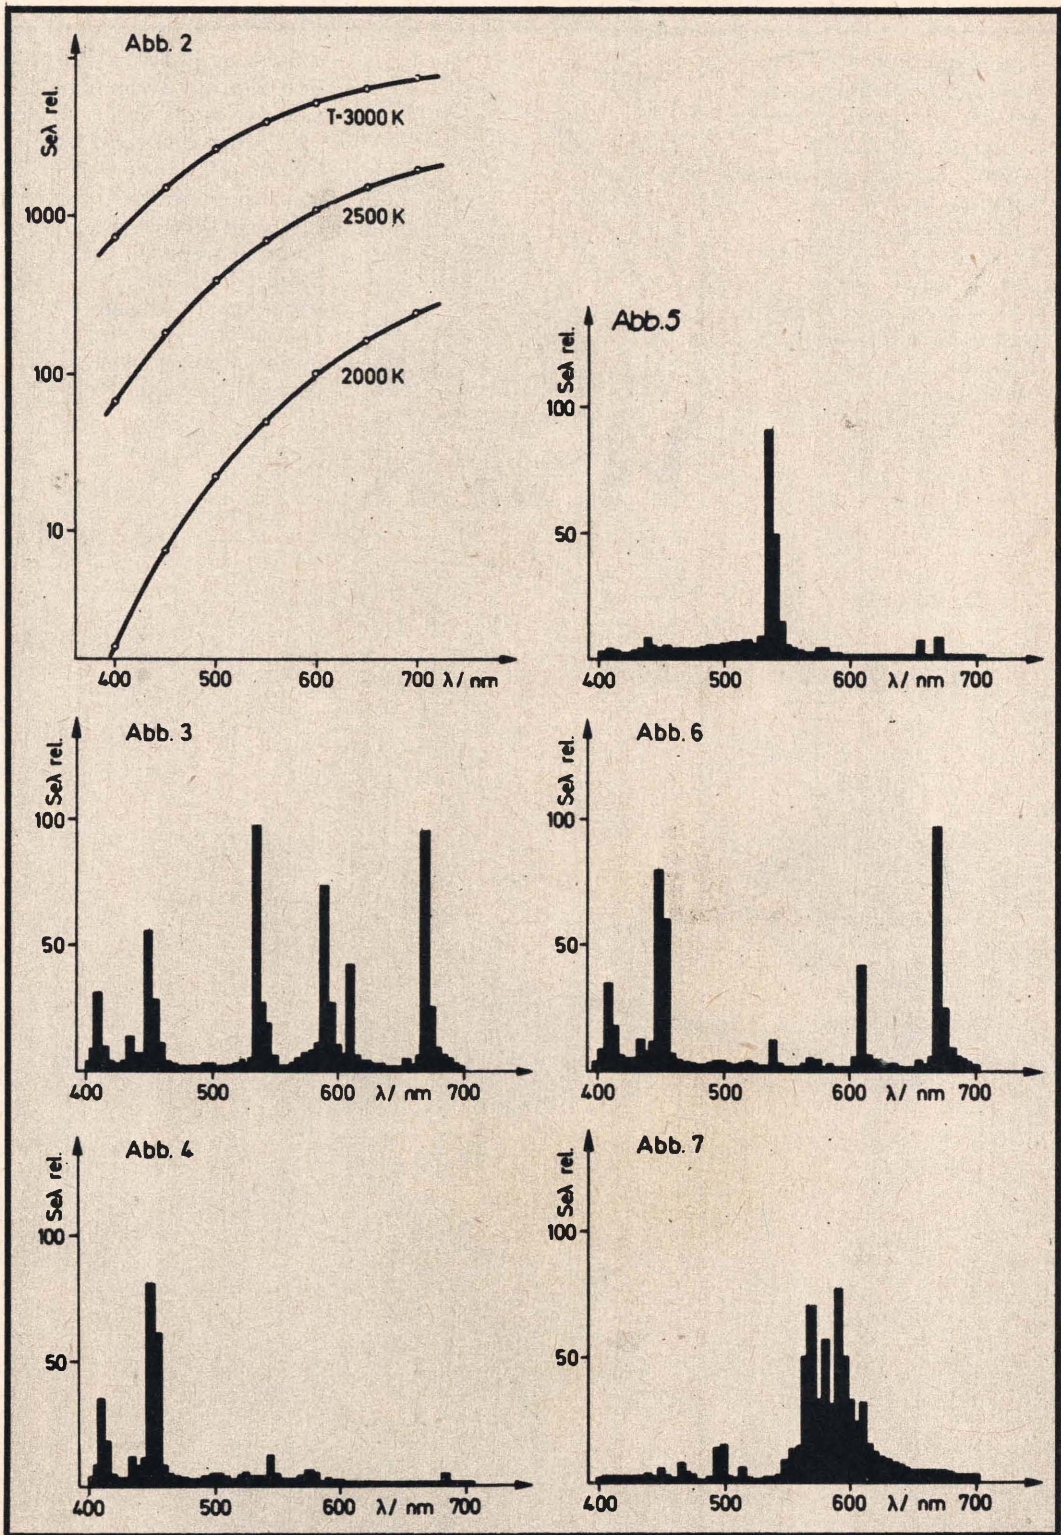 Abb. 2
Seλ rel.
T-3000 K
1000
2500 K
100
2000 K
10
400 500 600 700 λ/ nm
Abb.5
Seλ rel.
100
50
400 500 600 λ/ nm 700
Abb. 3
Seλ rel.
100
50
400 500 600 λ/ nm 700
Abb. 6
Seλ rel.
100
50
400 500 600 λ/ nm 700
Abb. 4
Seλ rel.
100
50
400 500 600 λ/ nm 700
Abb. 7
Seλ rel.
100
50
400 500 600 λ/ nm 700